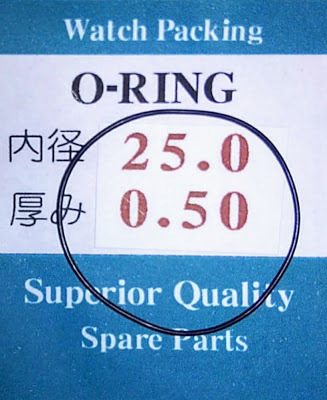 Watch Packing
O-RING
内径 25.0
厚み 0.50
Superior Quality
Spare Parts